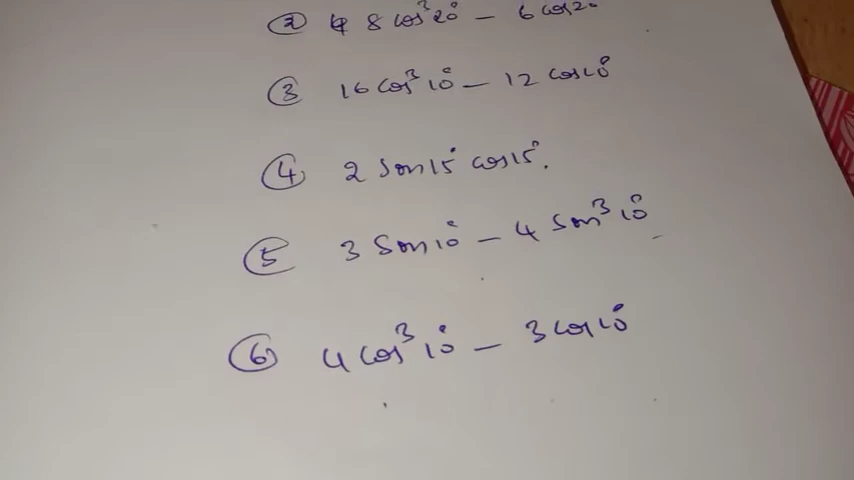 ② 8 cos³20° - 6 cos20
③ 16 cos³10° - 12 cos10°
④ 2 Sin15° cos15°.
⑤ 3 Sin10° - 4 Sin³10°
⑥ 4 cos³10° - 3 cos10°